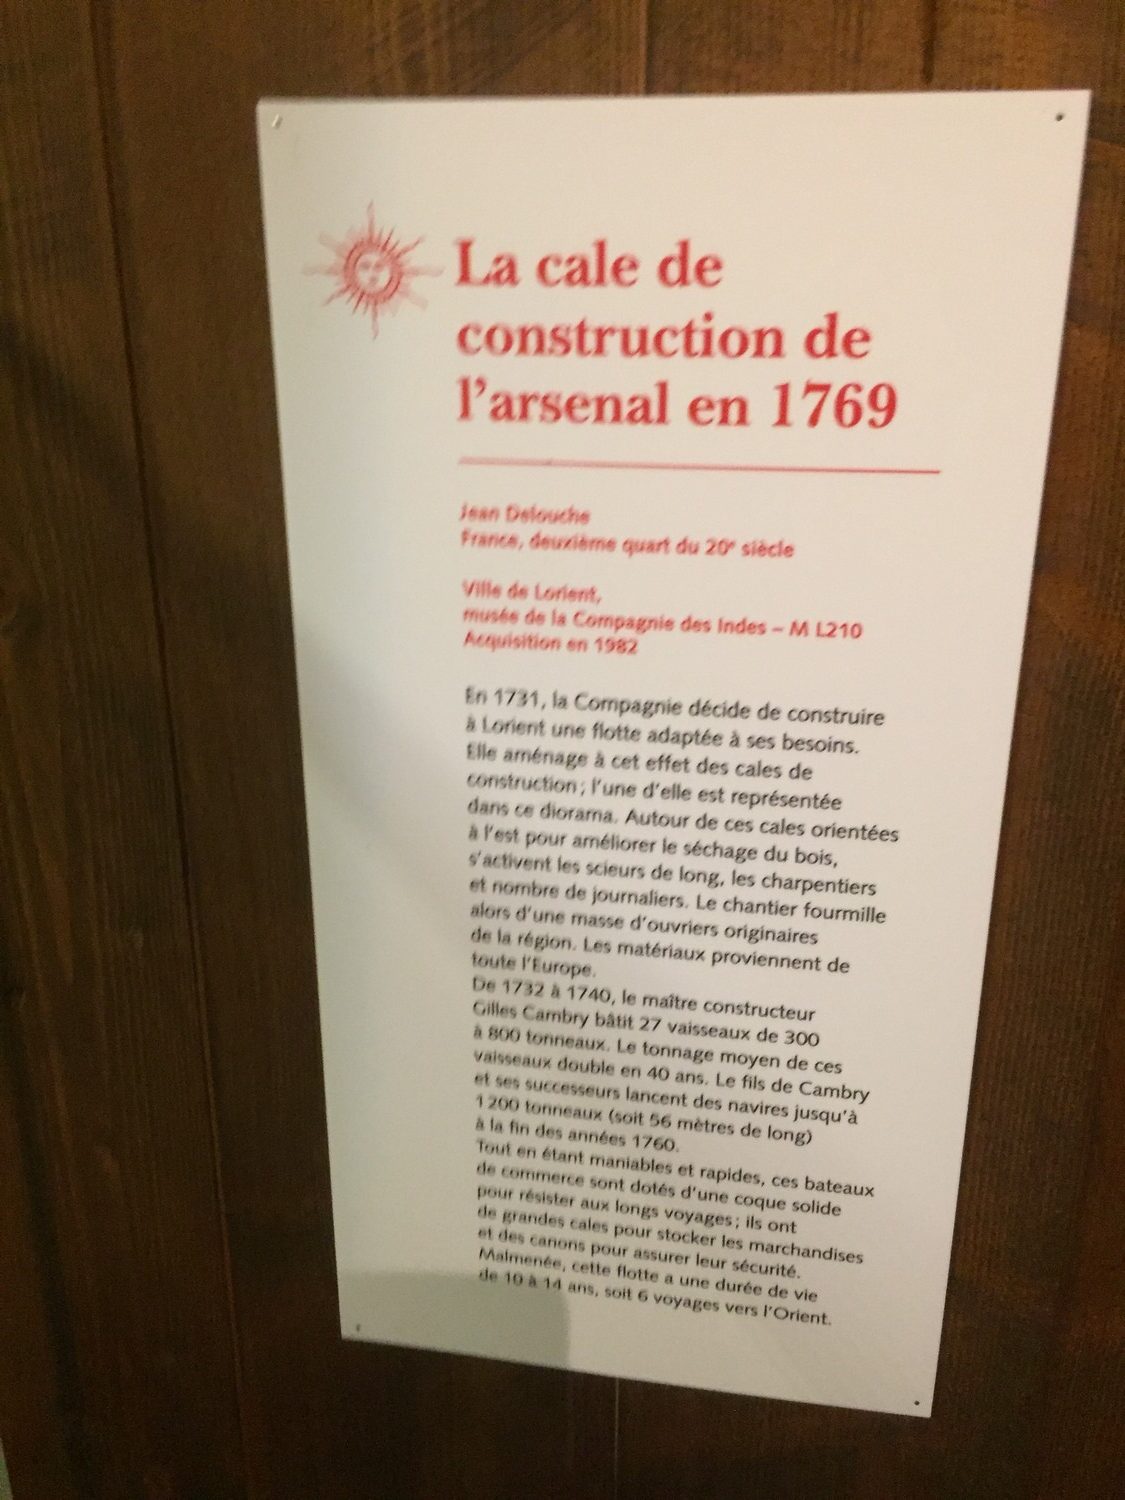 La cale de
construction de
l'arsenal en 1769
Jean Delouche
France, deuxième quart du 20e siècle
Ville de Lorient,
musée de la Compagnie des Indes – M L210
Acquisition en 1982
En 1731, la Compagnie décide de construire
à Lorient une flotte adaptée à ses besoins.
Elle aménage à cet effet des cales de
construction ; l'une d'elle est représentée
dans ce diorama. Autour de ces cales orientées
à l'est pour améliorer le séchage du bois,
s'activent les scieurs de long, les charpentiers
et nombre de journaliers. Le chantier fourmille
alors d'une masse d'ouvriers originaires
de la région. Les matériaux proviennent de
toute l'Europe.
De 1732 à 1740, le maître constructeur
Gilles Cambry bâtit 27 vaisseaux de 300
à 800 tonneaux. Le tonnage moyen de ces
vaisseaux double en 40 ans. Le fils de Cambry
et ses successeurs lancent des navires jusqu'à
1 200 tonneaux (soit 56 mètres de long)
à la fin des années 1760.
Tout en étant maniables et rapides, ces bateaux
de commerce sont dotés d'une coque solide
pour résister aux longs voyages ; ils ont
de grandes cales pour stocker les marchandises
et des canons pour assurer leur sécurité.
Malmenée, cette flotte a une durée de vie
de 10 à 14 ans, soit 6 voyages vers l'Orient.